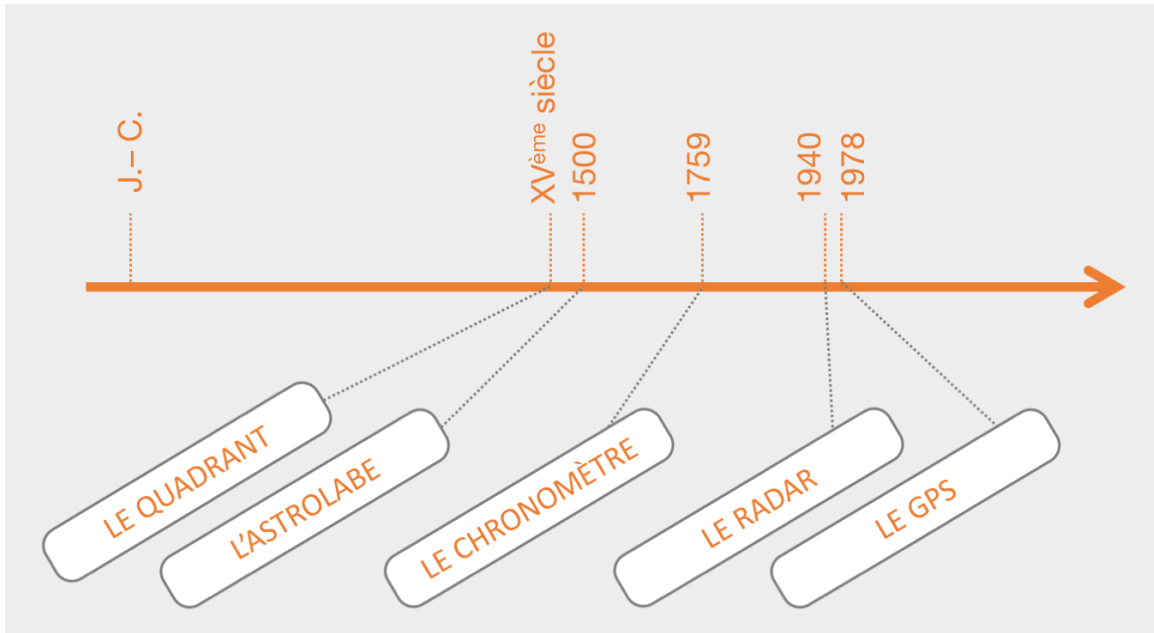 J.– C.
XVème siècle
1500
1759
1940
1978
LE QUADRANT
L'ASTROLABE
LE CHRONOMÈTRE
LE RADAR
LE GPS